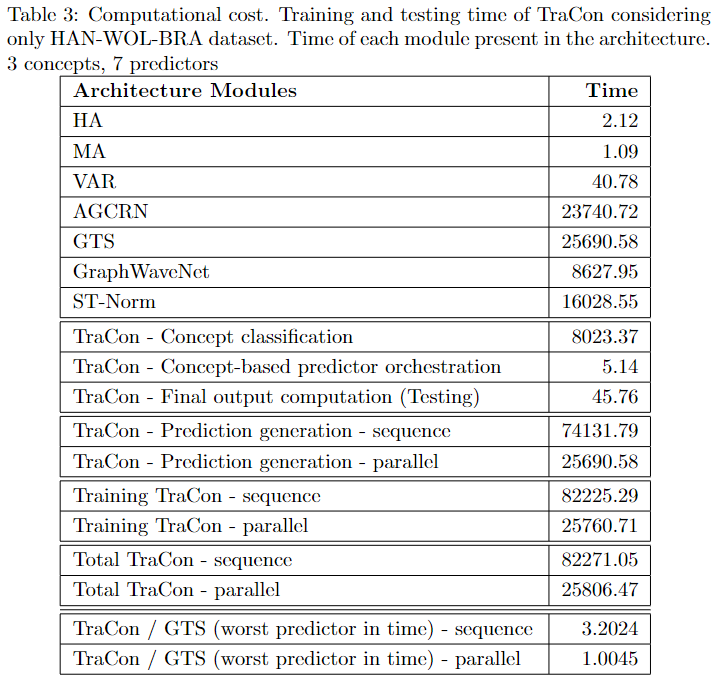 Table 3: Computational cost. Training and testing time of TraCon considering
only HAN-WOL-BRA dataset. Time of each module present in the architecture.
3 concepts, 7 predictors
Architecture Modules Time
HA 2.12
MA 1.09
VAR 40.78
AGCRN 23740.72
GTS 25690.58
GraphWaveNet 8627.95
ST-Norm 16028.55
TraCon - Concept classification 8023.37
TraCon - Concept-based predictor orchestration 5.14
TraCon - Final output computation (Testing) 45.76
TraCon - Prediction generation - sequence 74131.79
TraCon - Prediction generation - parallel 25690.58
Training TraCon - sequence 82225.29
Training TraCon - parallel 25760.71
Total TraCon - sequence 82271.05
Total TraCon - parallel 25806.47
TraCon / GTS (worst predictor in time) - sequence 3.2024
TraCon / GTS (worst predictor in time) - parallel 1.0045